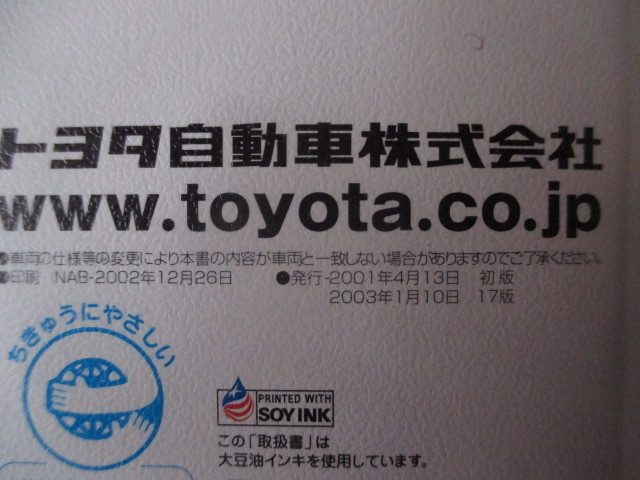 トヨタ自動車株式会社
www.toyota.co.jp
●車両の仕様等の変更により本書の内容が車両と一致しない場合がありますのでご了承ください。
●印刷 NAB-2002年12月26日 ●発行-2001年4月13日 初版
2003年1月10日 17版
ちきゅうにやさしい
PRINTED WITH
SOY INK
この「取扱書」は
大豆油インキを使用しています。